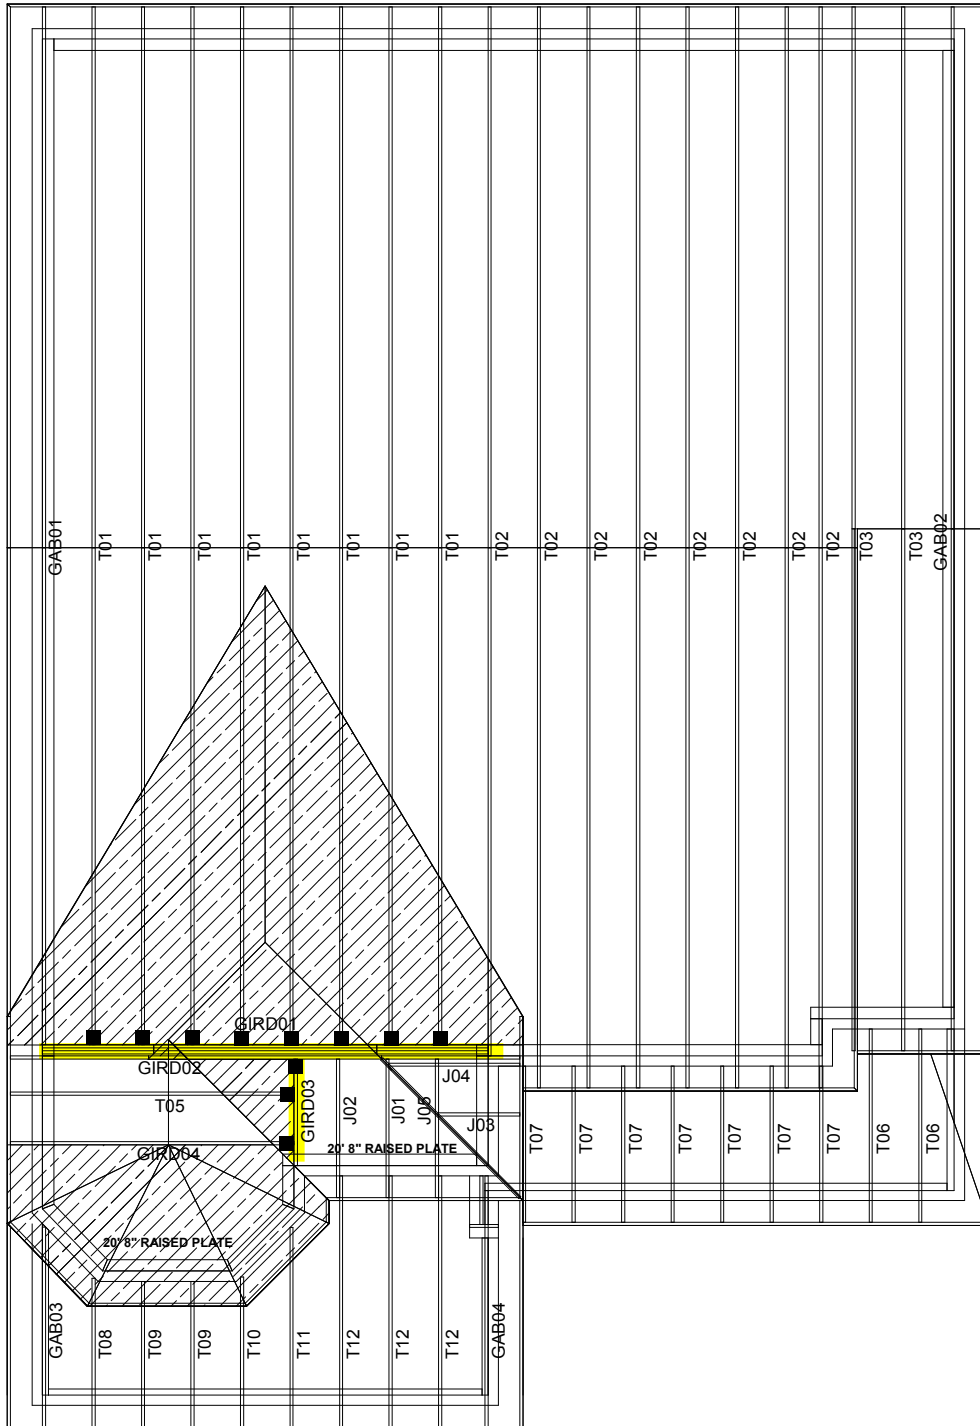 GAB01
T01
T01
T01
T01
T01
T01
T01
T01
T02
T02
T02
T02
T02
T02
T02
T02
T03
T03
GAB02
GIRD01
GIRD02
T05
GIRD04
GIRD03
J02
J01
J05
J04
J03
20' 8" RAISED PLATE
T07
T07
T07
T07
T07
T07
T07
T06
T06
20' 8" RAISED PLATE
GAB03
T08
T09
T09
T10
T11
T12
T12
T12
GAB04